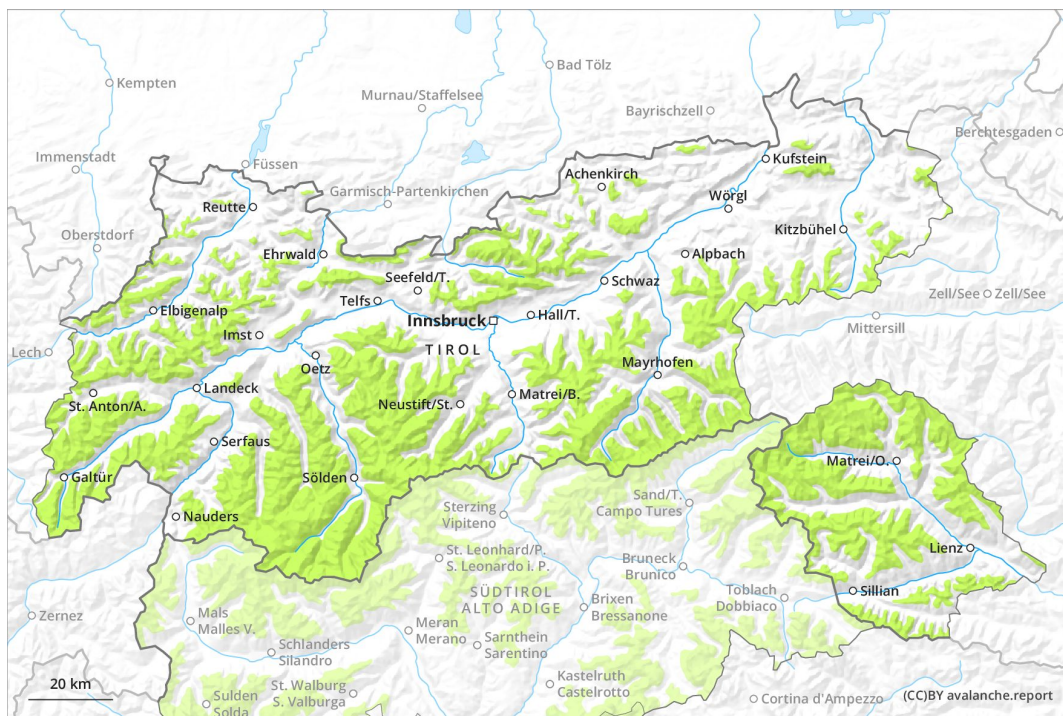 Kempten
Bad Tölz
Murnau/Staffelsee
Bayrischzell
Berchtesgaden
Immenstadt
Füssen
Kufstein
Garmisch-Partenkirchen
Achenkirch
Reutte
Wörgl
Oberstdorf
Kitzbühel
Ehrwald
Alpbach
Seefeld/T.
Schwaz
Zell/See
Zell/See
Telfs
Elbigenalp
Innsbruck
Hall/T.
Mittersill
Imst
Lech
TIROL
Oetz
Mayrhofen
Landeck
St. Anton/A.
Neustift/St.
Matrei/B.
Serfaus
Matrei/O.
Galtür
Sölden
Sand/T.
Campo Tures
Sterzing
Vipiteno
Nauders
Lienz
St. Leonhard/P.
S. Leonardo i. P.
Bruneck
Brunico
SÜDTIROL
ALTO ADIGE
Toblach
Dobbiaco
Sillian
Zernez
Mals
Malles V.
Brixen
Bressanone
Meran
Merano
Sarnthein
Sarentino
Schlanders
Silandro
Kastelruth
Castelrotto
20 km
St. Walburg
S. Valburga
Sulden
Solda
Cortina d'Ampezzo
(CC)BY avalanche.report